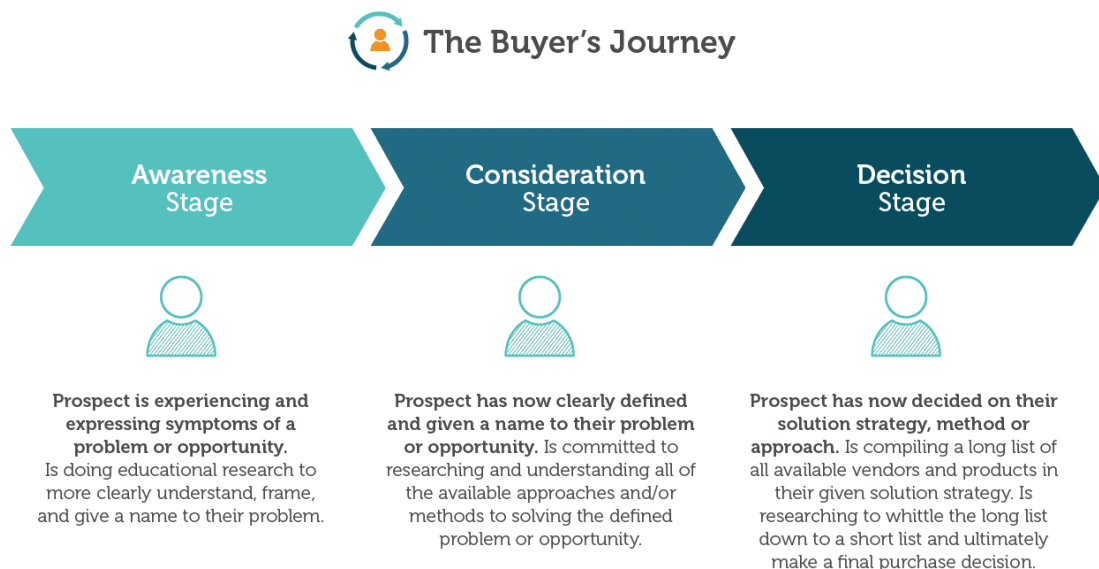 The Buyer’s Journey
Awareness
Stage
Consideration
Stage
Decision
Stage
Prospect is experiencing and
expressing symptoms of a
problem or opportunity.
Is doing educational research to
more clearly understand, frame,
and give a name to their problem.
Prospect has now clearly defined
and given a name to their problem
or opportunity. Is committed to
researching and understanding all of
the available approaches and/or
methods to solving the defined
problem or opportunity.
Prospect has now decided on their
solution strategy, method or
approach. Is compiling a long list of
all available vendors and products in
their given solution strategy. Is
researching to whittle the long list
down to a short list and ultimately
make a final purchase decision.